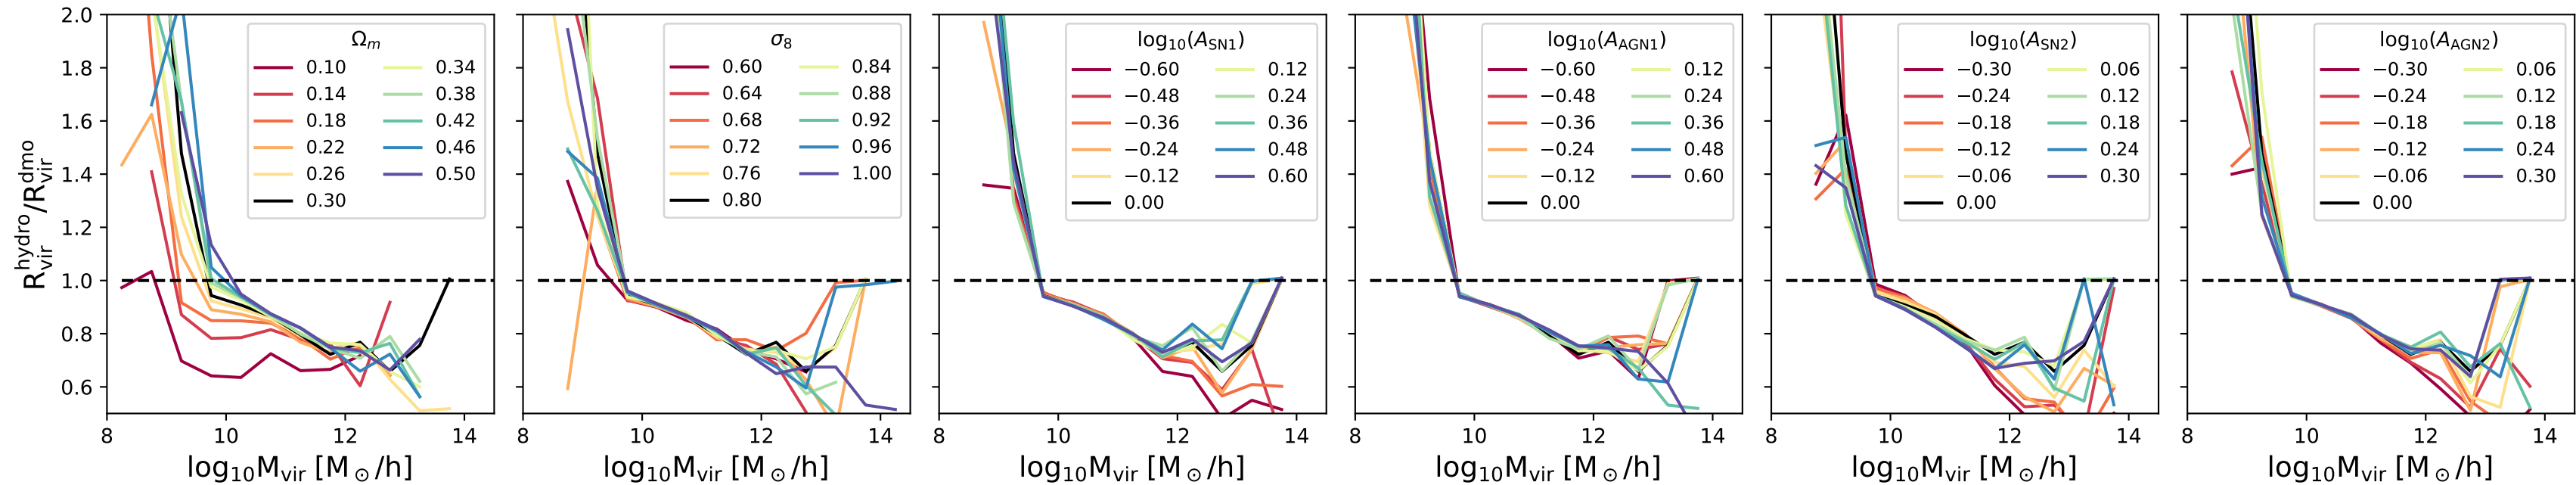 R_vir^hydro/R_vir^dmo
2.0
1.8
1.6
1.4
1.2
1.0
0.8
0.6
Ω_m
0.10 0.34
0.14 0.38
0.18 0.42
0.22 0.46
0.26 0.50
0.30
8 10 12 14
log₁₀M_vir [M_⊙/h]
σ₈
0.60 0.84
0.64 0.88
0.68 0.92
0.72 0.96
0.76 1.00
0.80
8 10 12 14
log₁₀M_vir [M_⊙/h]
log₁₀(A_SN1)
−0.60 0.12
−0.48 0.24
−0.36 0.36
−0.24 0.48
−0.12 0.60
0.00
8 10 12 14
log₁₀M_vir [M_⊙/h]
log₁₀(A_AGN1)
−0.60 0.12
−0.48 0.24
−0.36 0.36
−0.24 0.48
−0.12 0.60
0.00
8 10 12 14
log₁₀M_vir [M_⊙/h]
log₁₀(A_SN2)
−0.30 0.06
−0.24 0.12
−0.18 0.18
−0.12 0.24
−0.06 0.30
0.00
8 10 12 14
log₁₀M_vir [M_⊙/h]
log₁₀(A_AGN2)
−0.30 0.06
−0.24 0.12
−0.18 0.18
−0.12 0.24
−0.06 0.30
0.00
8 10 12 14
log₁₀M_vir [M_⊙/h]